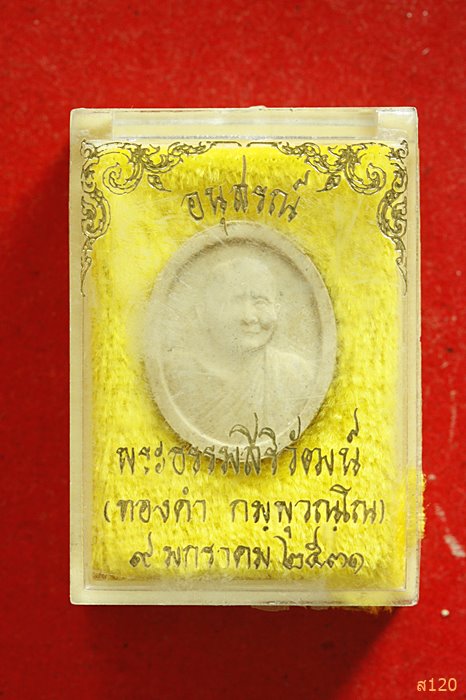 อนุสรณ์
พระธรรมสิริวัฒน์
(ทองคำ กมฺพุวณฺโณ)
๙ มกราคม ๒๕๓๑
ส120